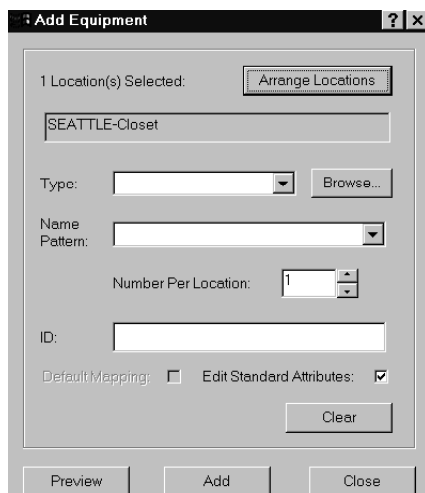 Add Equipment ? ×
1 Location(s) Selected: Arrange Locations
SEATTLE-Closet
Type: Browse...
Name
Pattern:
Number Per Location: 1
ID:
Default Mapping: Edit Standard Attributes:
Clear
Preview Add Close